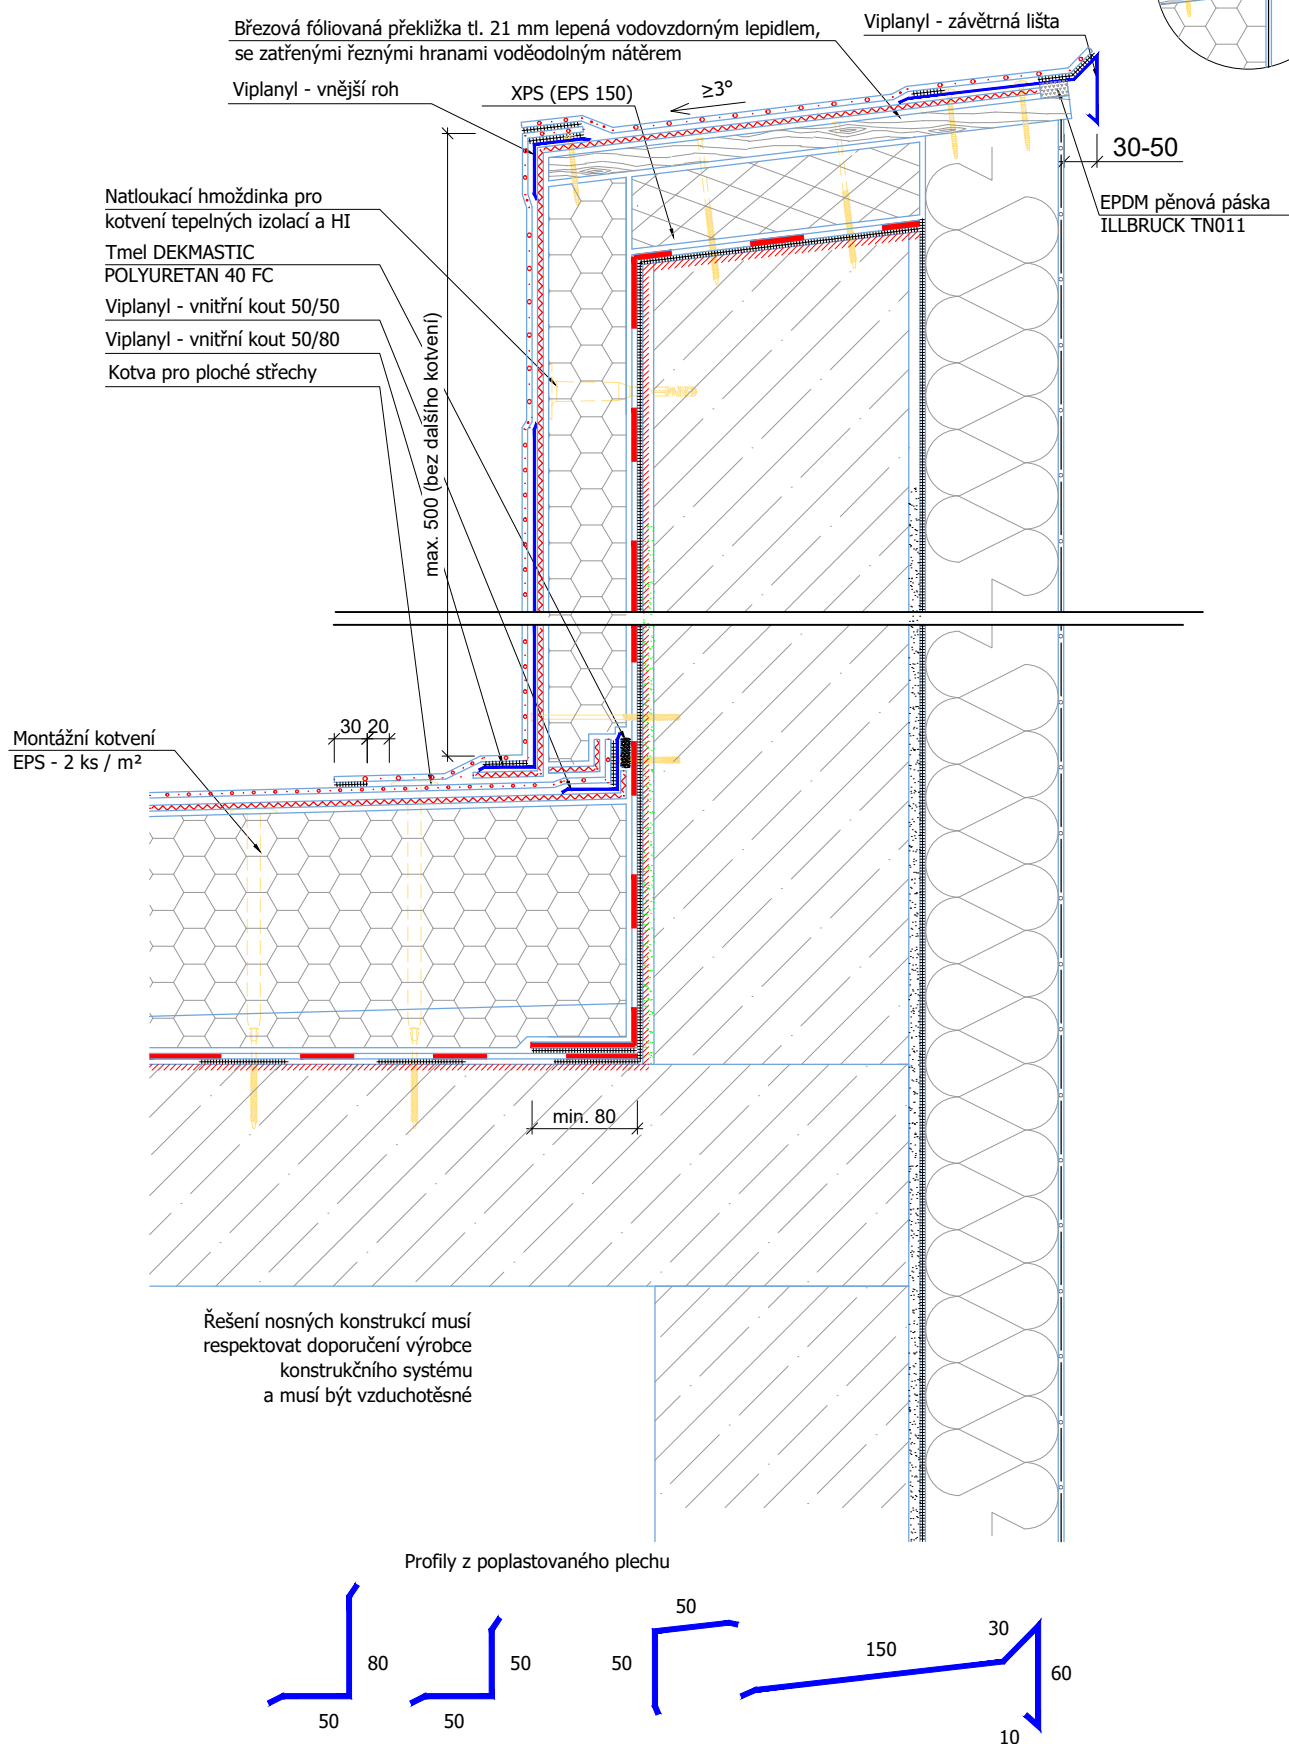 Březová fóliovaná překližka tl. 21 mm lepená vodovzdorným lepidlem,
se zatřenými řeznými hranami voděodolným nátěrem
Viplanyl - závětrná lišta
Viplanyl - vnější roh
XPS (EPS 150)
≥3°
30-50
EPDM pěnová páska
ILLBRUCK TN011
Natloukací hmoždinka pro
kotvení tepelných izolací a HI
Tmel DEKMASTIC
POLYURETAN 40 FC
Viplanyl - vnitřní kout 50/50
Viplanyl - vnitřní kout 50/80
Kotva pro ploché střechy
max. 500 (bez dalšího kotvení)
30 20
Montážní kotvení
EPS - 2 ks / m²
min. 80
Řešení nosných konstrukcí musí
respektovat doporučení výrobce
konstrukčního systému
a musí být vzduchotěsné
Profily z poplastovaného plechu
80
50
50
50
50
50
150
30
60
10